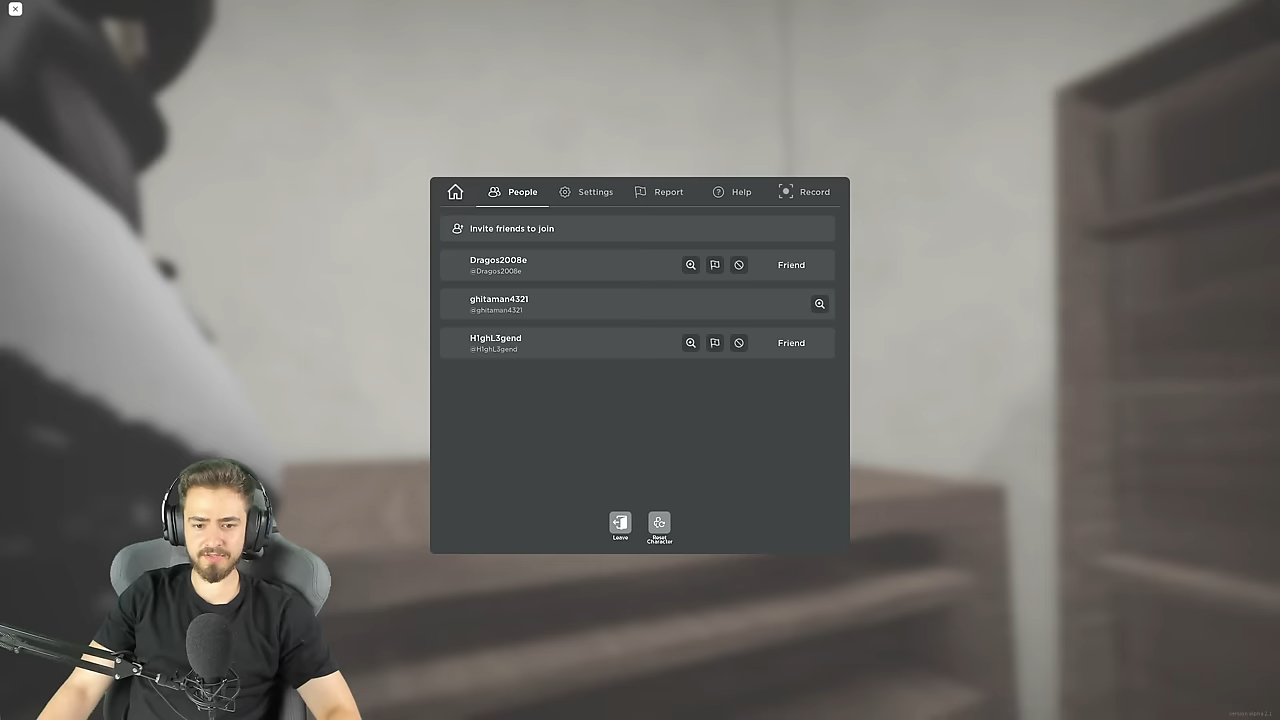 People
Settings
Report
Help
Record
Invite friends to join
Dragos2008e
@Dragos2008e
Friend
ghitaman4321
@ghitaman4321
H1ghL3gend
@H1ghL3gend
Friend
Leave
Reset
Character